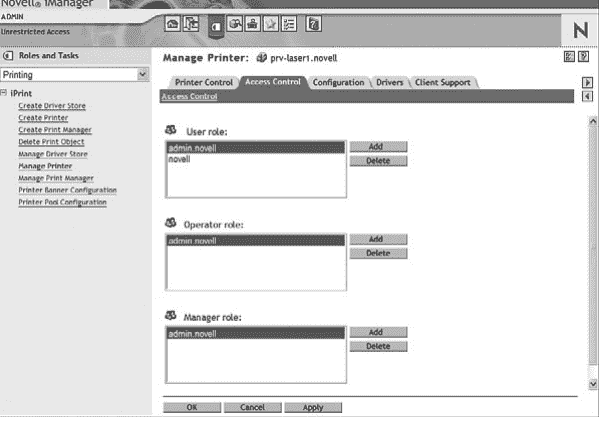 Novell® iManager
ADMIN
Unrestricted Access
N
Roles and Tasks
Printing
iPrint
Create Driver Store
Create Printer
Create Print Manager
Delete Print Object
Manage Driver Store
Manage Printer
Manage Print Manager
Printer Banner Configuration
Printer Pool Configuration
Manage Printer: prv-laser1.novell
Printer Control Access Control Configuration Drivers Client Support
Access Control
User role:
admin.novell
novell
Add
Delete
Operator role:
admin.novell
Add
Delete
Manager role:
admin.novell
Add
Delete
OK Cancel Apply